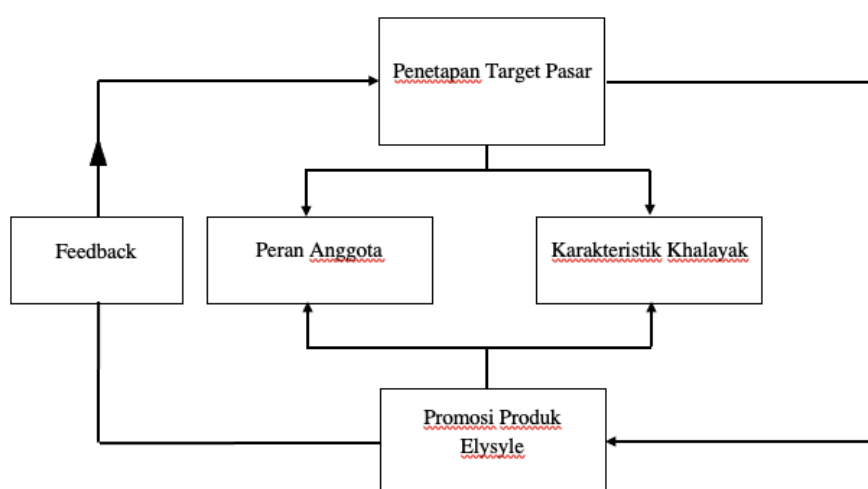 Penetapan Target Pasar
Feedback
Peran Anggota
Karakteristik Khalayak
Promosi Produk
Elysyle